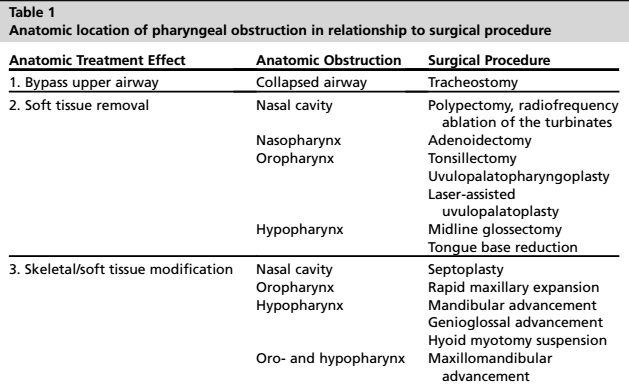 Table 1
Anatomic location of pharyngeal obstruction in relationship to surgical procedure
Anatomic Treatment Effect Anatomic Obstruction Surgical Procedure
1. Bypass upper airway Collapsed airway Tracheostomy
2. Soft tissue removal Nasal cavity Polypectomy, radiofrequency
ablation of the turbinates
Nasopharynx Adenoidectomy
Oropharynx Tonsillectomy
Uvulopalatopharyngoplasty
Laser-assisted
uvulopalatoplasty
Hypopharynx Midline glossectomy
Tongue base reduction
3. Skeletal/soft tissue modification Nasal cavity Septoplasty
Oropharynx Rapid maxillary expansion
Hypopharynx Mandibular advancement
Genioglossal advancement
Hyoid myotomy suspension
Oro- and hypopharynx Maxillomandibular
advancement